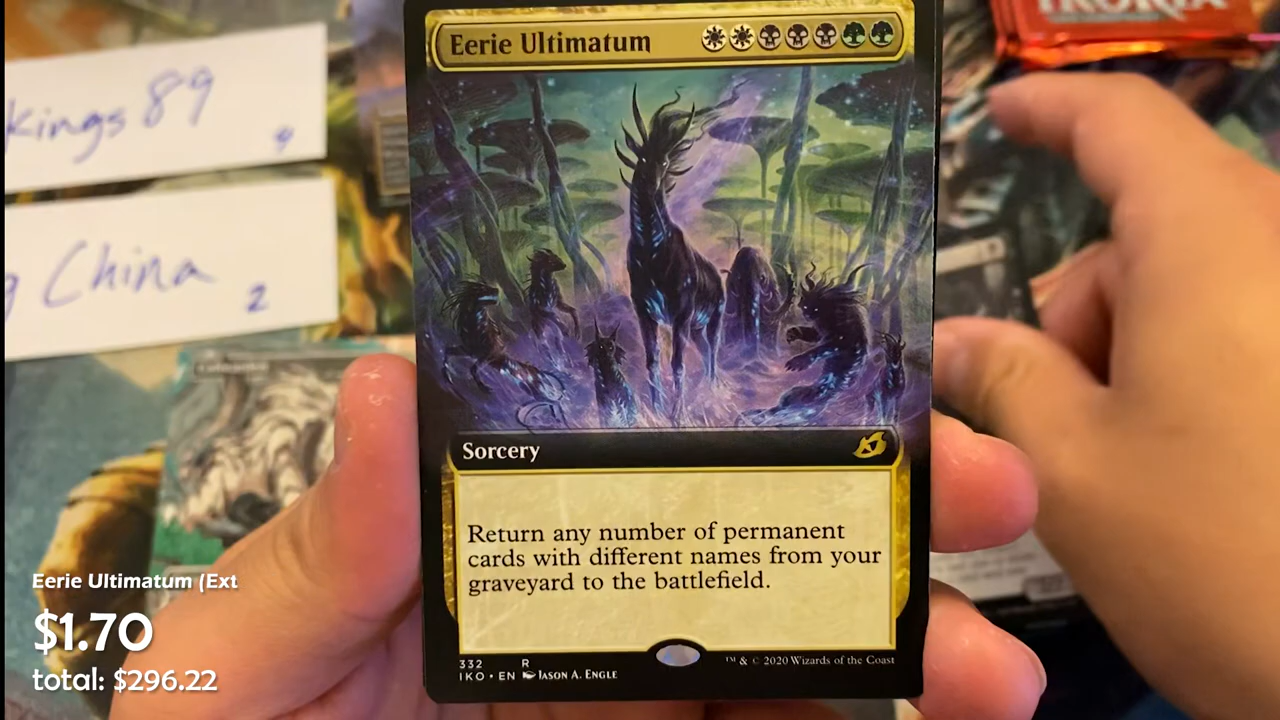 IKORIA
Eerie Ultimatum
kings 89
4
China
2
Sorcery
Return any number of permanent
cards with different names from your
graveyard to the battlefield.
332 R
IKO • EN Jason A. Engle
™ & © 2020 Wizards of the Coast
Eerie Ultimatum (Ext
$1.70
total: $296.22